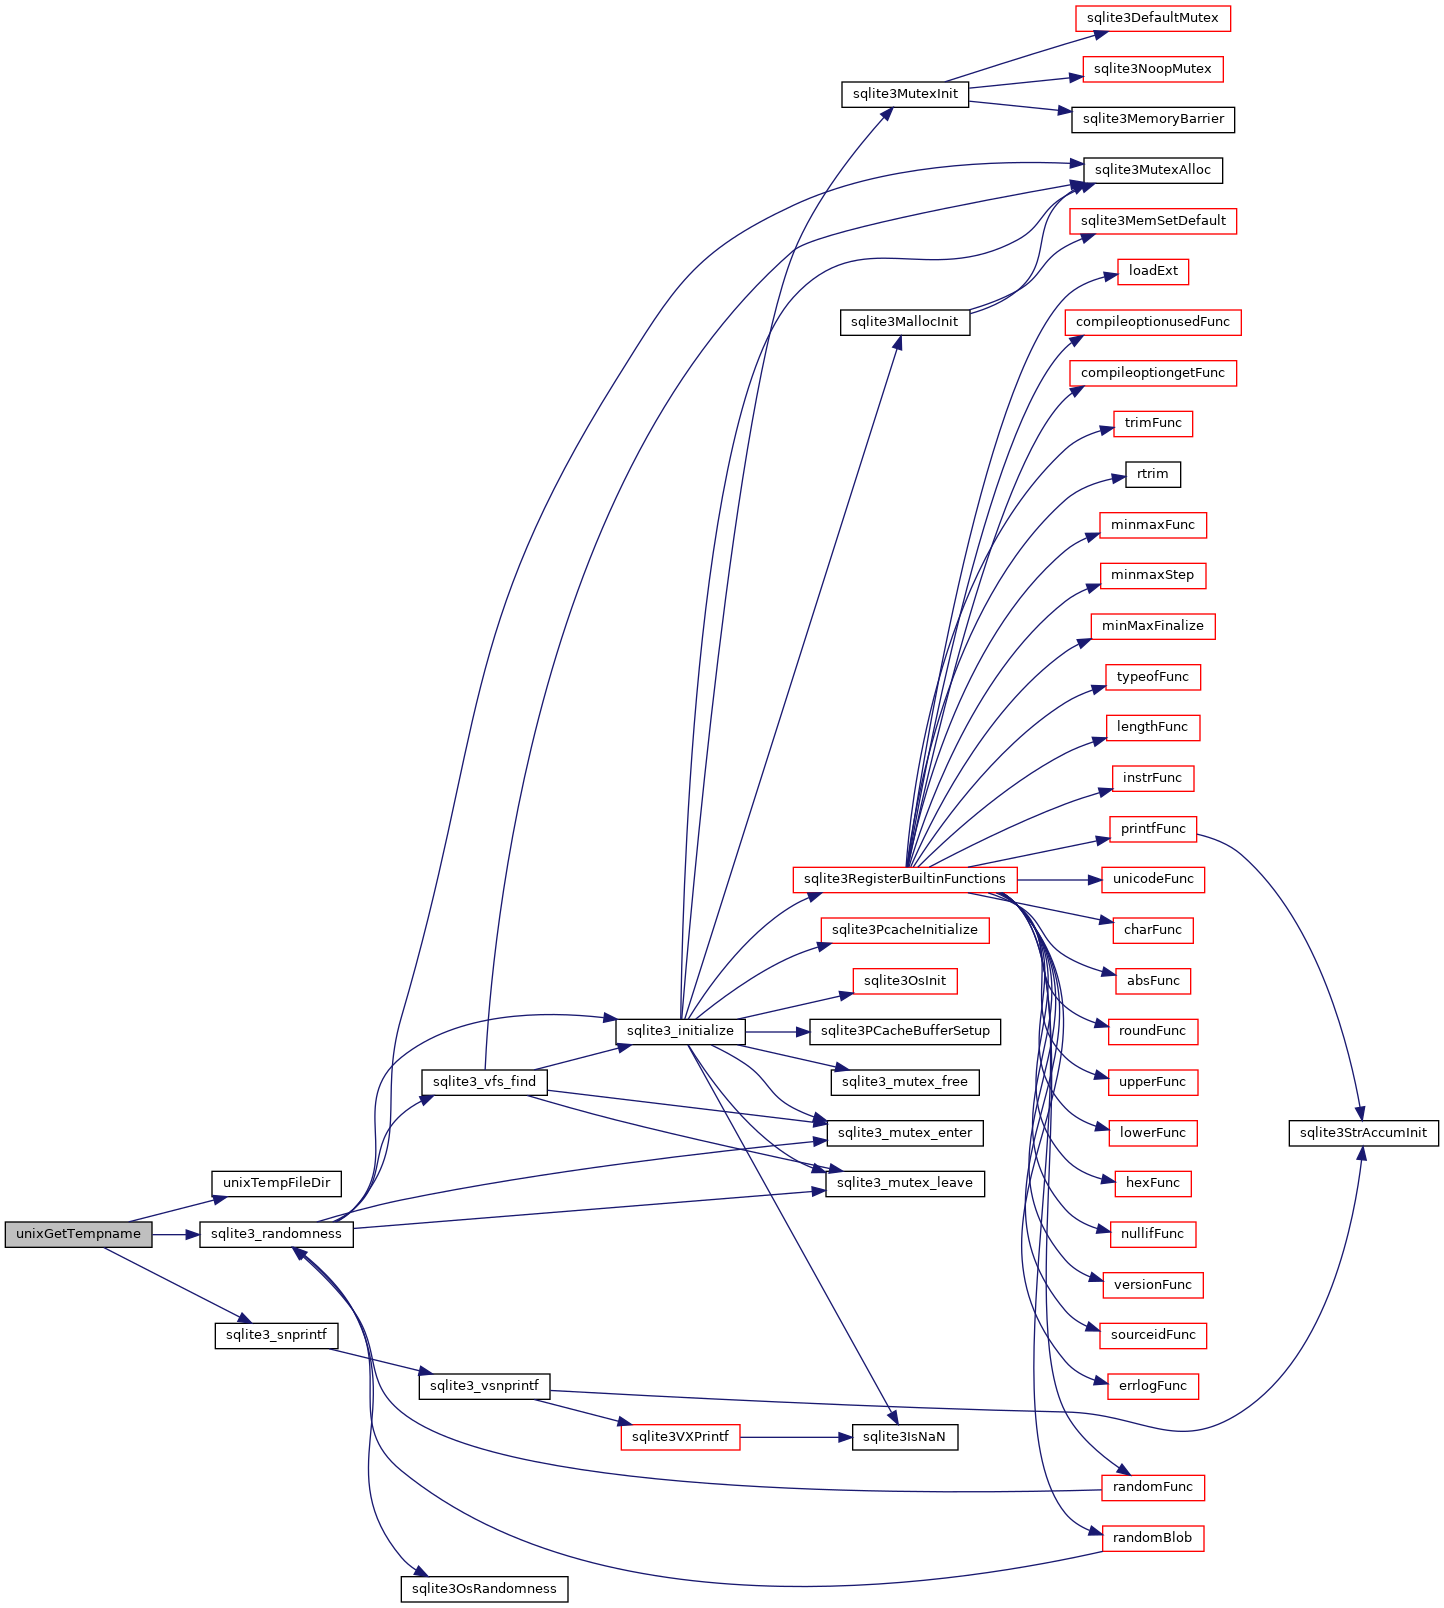 sqlite3DefaultMutex
sqlite3NoopMutex
sqlite3MutexInit
sqlite3MemoryBarrier
sqlite3MutexAlloc
sqlite3MemSetDefault
loadExt
sqlite3MallocInit
compileoptionusedFunc
compileoptiongetFunc
trimFunc
rtrim
minmaxFunc
minmaxStep
minMaxFinalize
typeofFunc
lengthFunc
instrFunc
printfFunc
sqlite3RegisterBuiltinFunctions
unicodeFunc
sqlite3PcacheInitialize
charFunc
sqlite3OsInit
absFunc
sqlite3_initialize
sqlite3PCacheBufferSetup
roundFunc
sqlite3_vfs_find
sqlite3_mutex_free
upperFunc
sqlite3_mutex_enter
lowerFunc
sqlite3StrAccumInit
unixTempFileDir
sqlite3_mutex_leave
hexFunc
unixGetTempname
sqlite3_randomness
nullifFunc
versionFunc
sqlite3_snprintf
sourceidFunc
sqlite3_vsnprintf
errlogFunc
sqlite3VXPrintf
sqlite3IsNaN
randomFunc
randomBlob
sqlite3OsRandomness